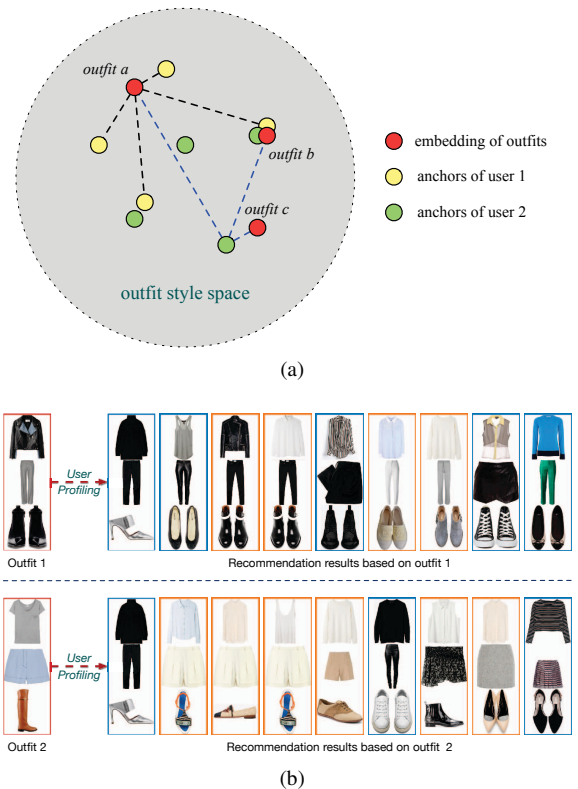 outfit a
outfit b
outfit c
outfit style space
embedding of outfits
anchors of user 1
anchors of user 2
(a)
User
Profiling
Outfit 1
Recommendation results based on outfit 1
User
Profiling
Outfit 2
Recommendation results based on outfit 2
(b)